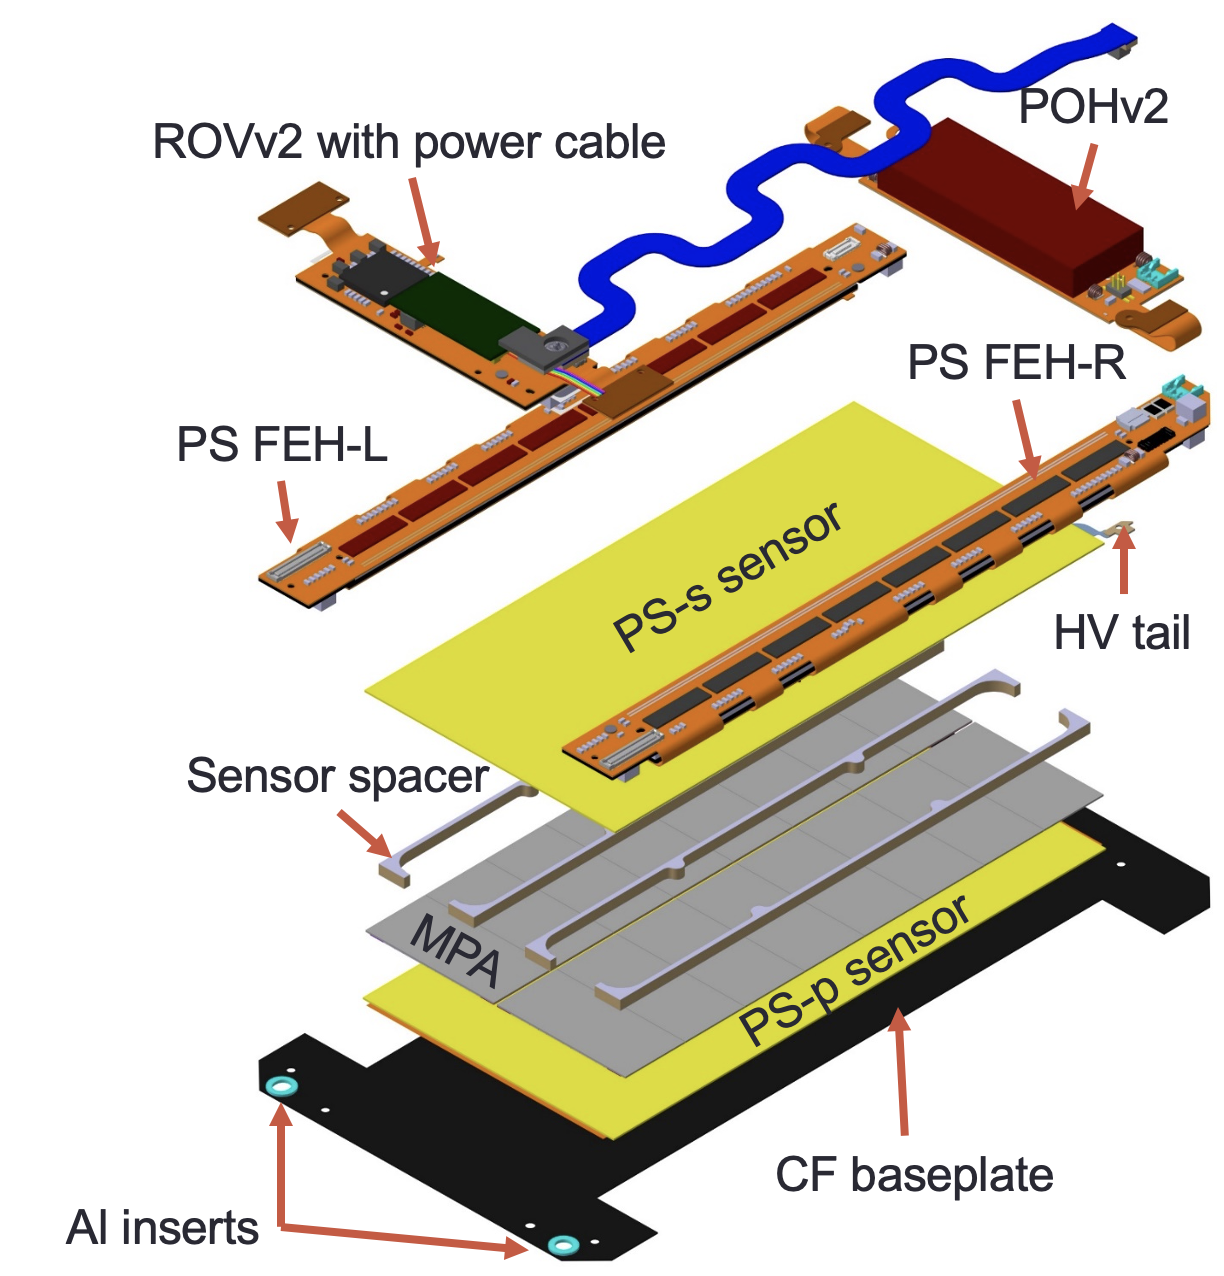 POHv2
ROVv2 with power cable
PS FEH-R
PS FEH-L
PS-s sensor
HV tail
Sensor spacer
MPA
PS-p sensor
CF baseplate
Al inserts